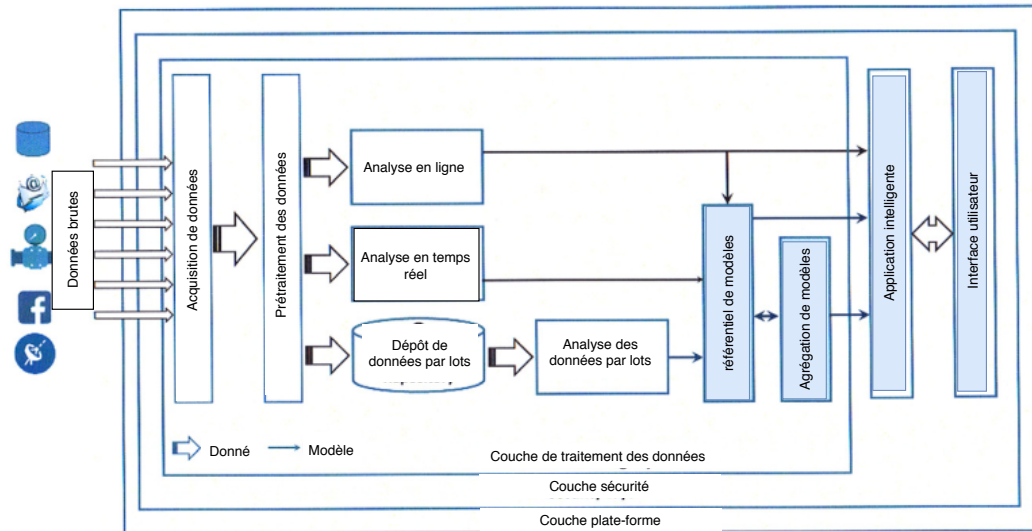 Données brutes
Acquisition de données
Prétraitement des données
Analyse en ligne
Analyse en temps
réel
Dépôt de
données par lots
Analyse des
données par lots
référentiel de modèles
Agrégation de modèles
Application intelligente
Interface utilisateur
Donné
Modèle
Couche de traitement des données
Couche sécurité
Couche plate-forme